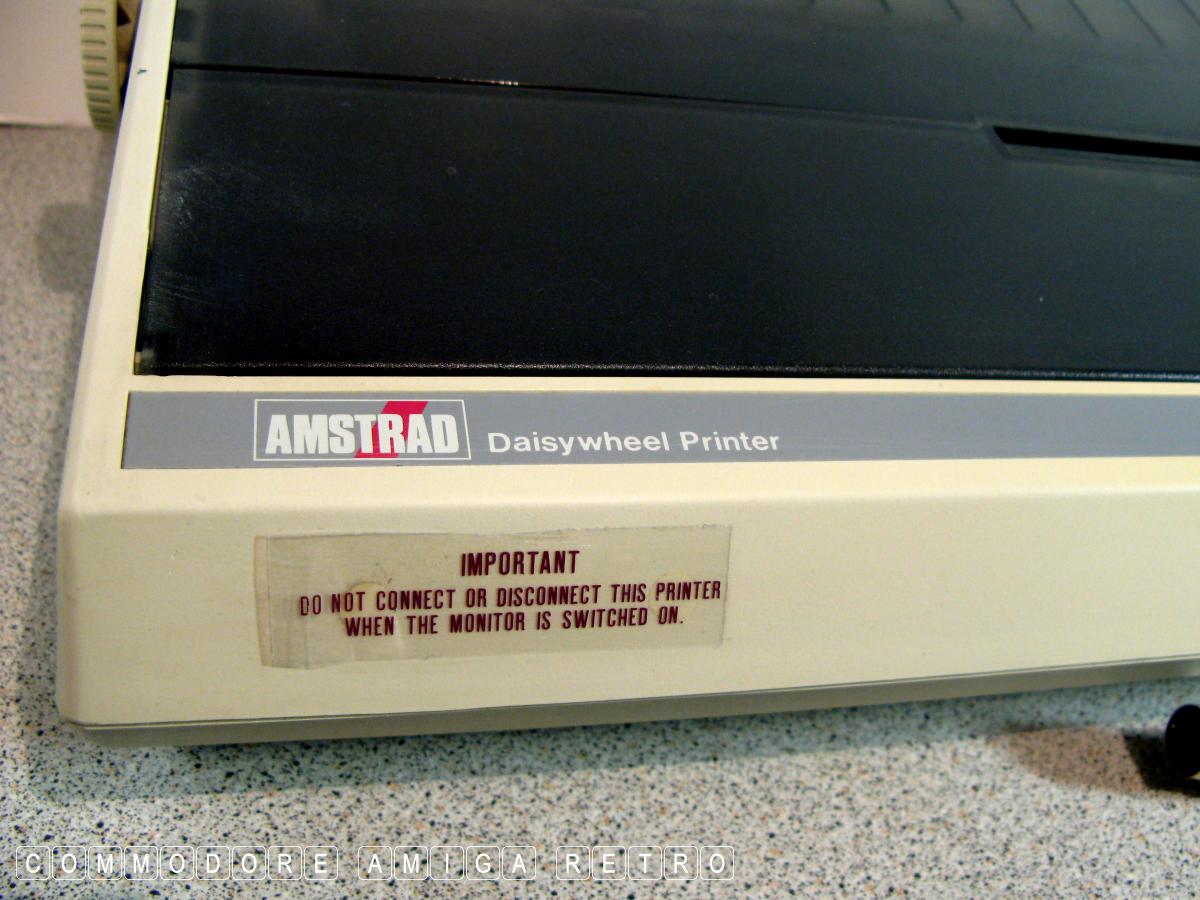 AMSTRAD Daisywheel Printer
IMPORTANT
DO NOT CONNECT OR DISCONNECT THIS PRINTER
WHEN THE MONITOR IS SWITCHED ON.
COMMODORE AMIGA RETRO